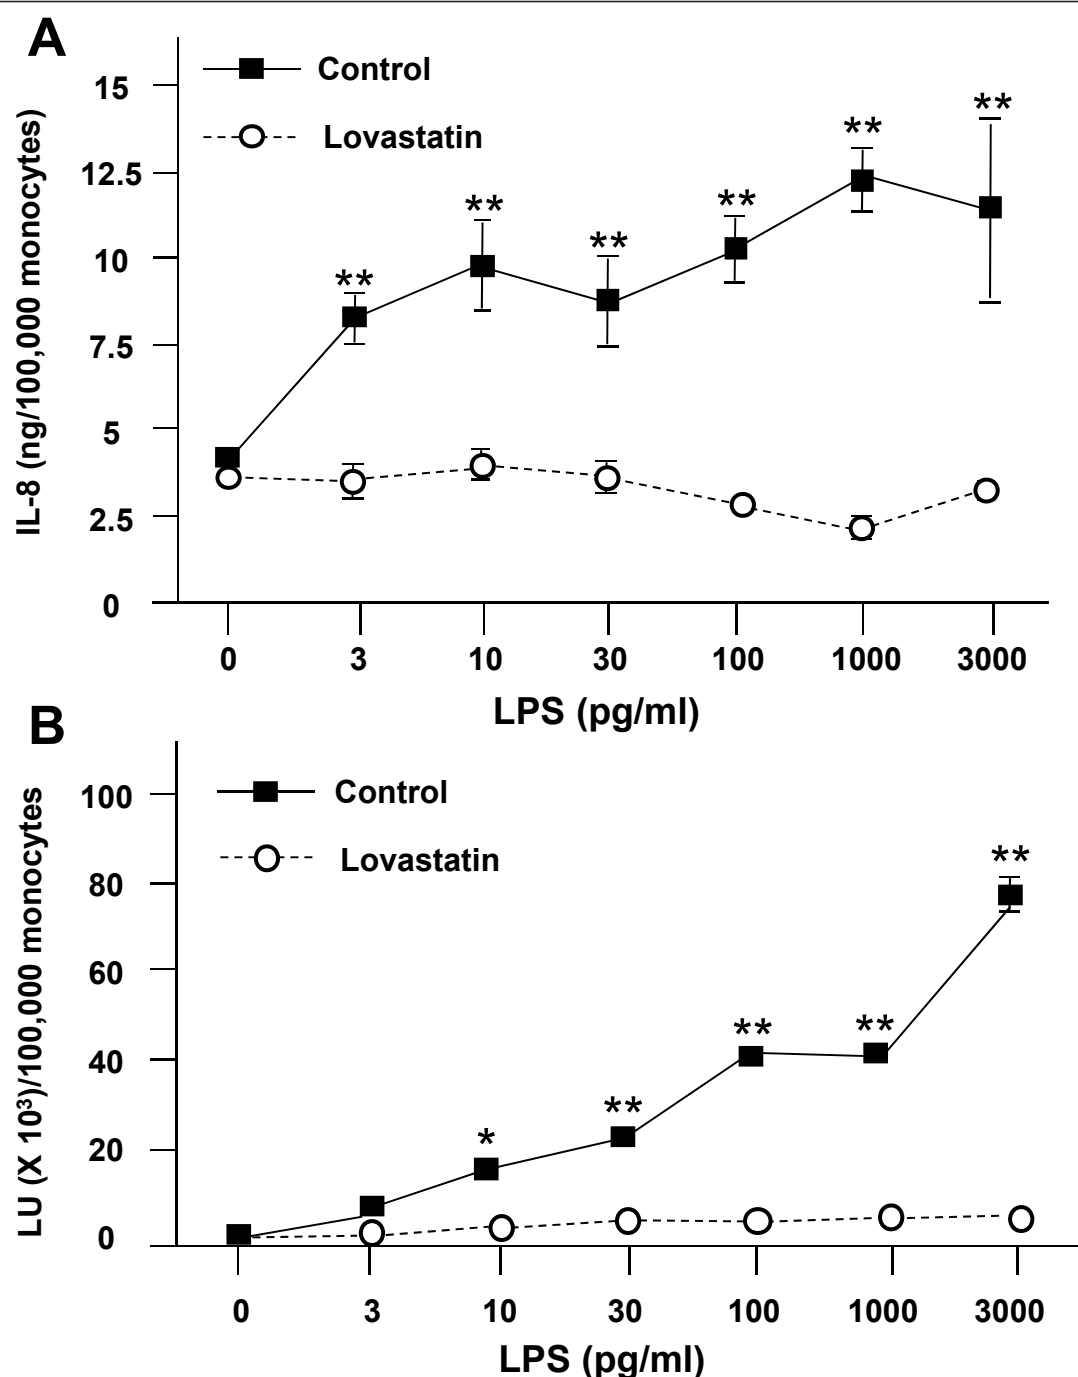 A
Control
Lovastatin
**
**
**
**
**
**
15
12.5
10
7.5
5
2.5
0
IL-8 (ng/100,000 monocytes)
0 3 10 30 100 1000 3000
LPS (pg/ml)
B
Control
Lovastatin
*
**
**
**
**
100
80
60
40
20
0
LU (X 10³)/100,000 monocytes
0 3 10 30 100 1000 3000
LPS (pg/ml)